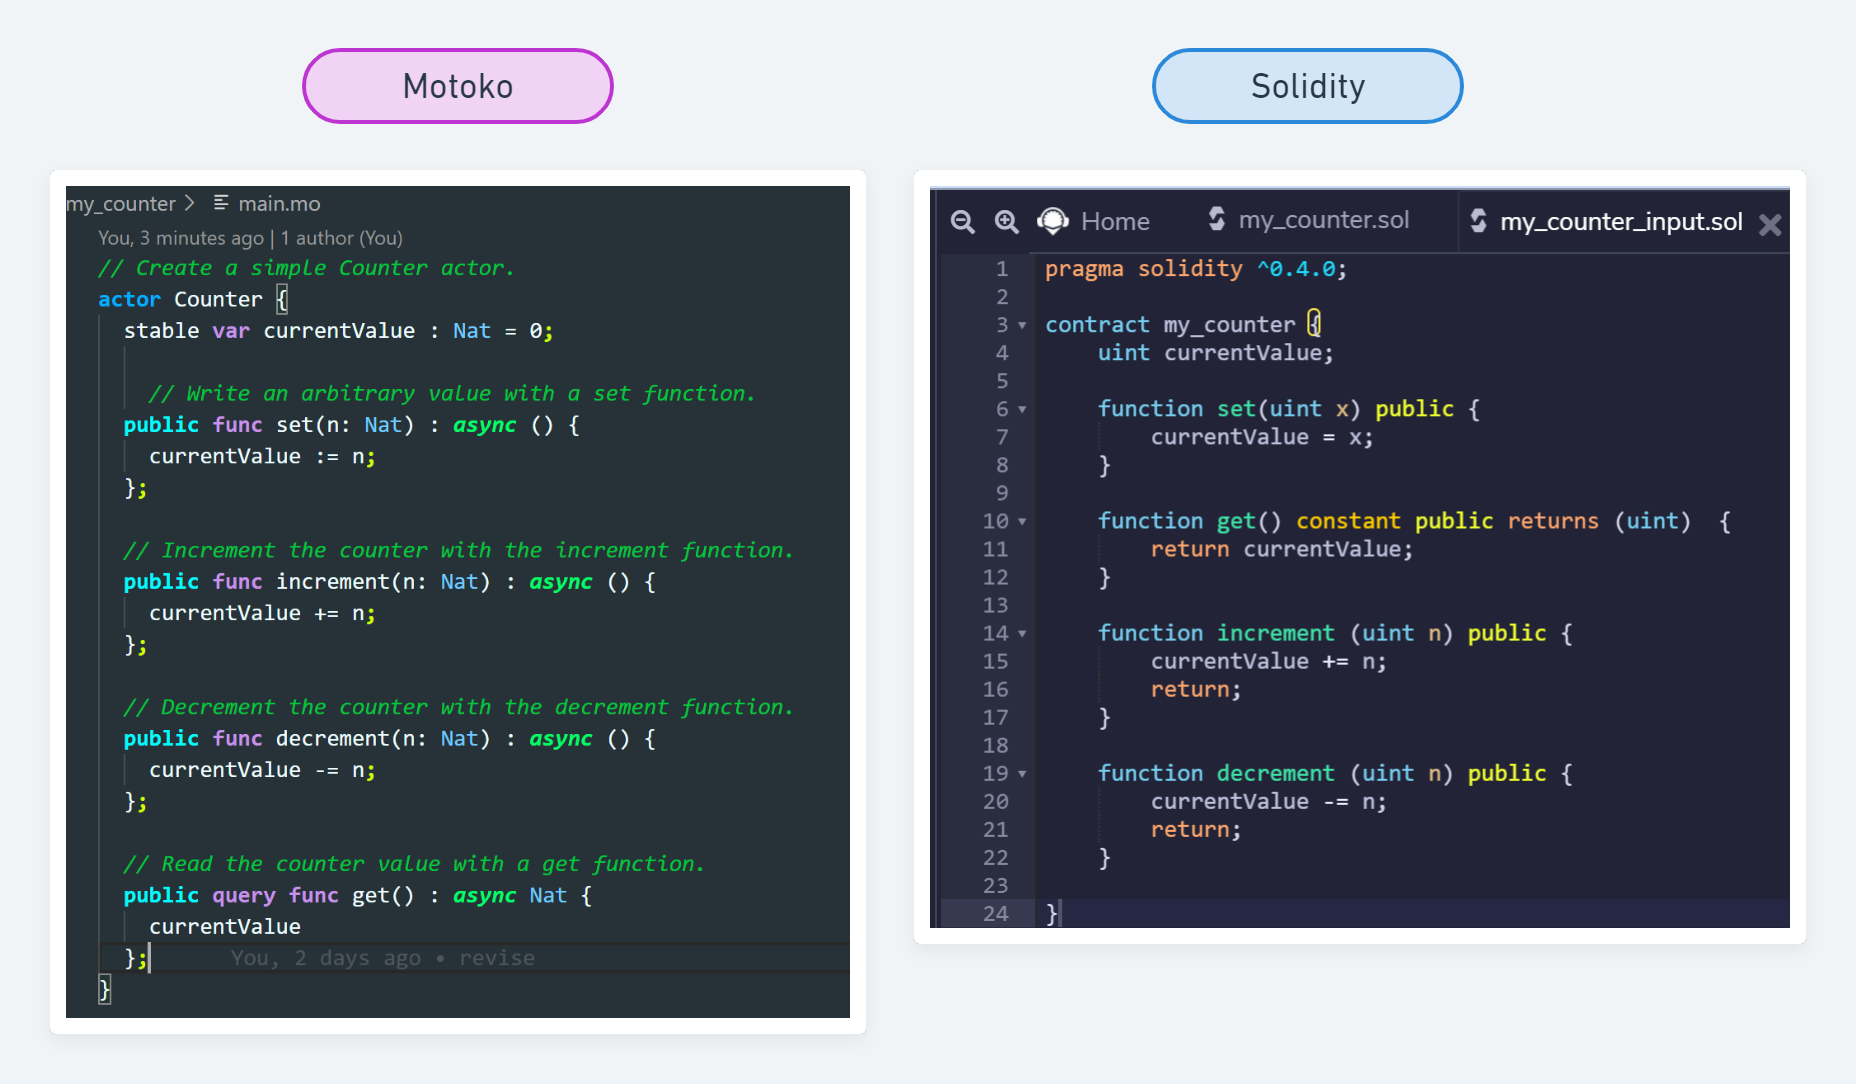 Motoko
my_counter > main.mo
You, 3 minutes ago | 1 author (You)
// Create a simple Counter actor.
actor Counter {
stable var currentValue : Nat = 0;
// Write an arbitrary value with a set function.
public func set(n: Nat) : async () {
currentValue := n;
};
// Increment the counter with the increment function.
public func increment(n: Nat) : async () {
currentValue += n;
};
// Decrement the counter with the decrement function.
public func decrement(n: Nat) : async () {
currentValue -= n;
};
// Read the counter value with a get function.
public query func get() : async Nat {
currentValue
}; You, 2 days ago • revise
}
Solidity
Home my_counter.sol my_counter_input.sol
1 pragma solidity ^0.4.0;
2
3 contract my_counter {
4 uint currentValue;
5
6 function set(uint x) public {
7 currentValue = x;
8 }
9
10 function get() constant public returns (uint) {
11 return currentValue;
12 }
13
14 function increment (uint n) public {
15 currentValue += n;
16 return;
17 }
18
19 function decrement (uint n) public {
20 currentValue -= n;
21 return;
22 }
23
24 }